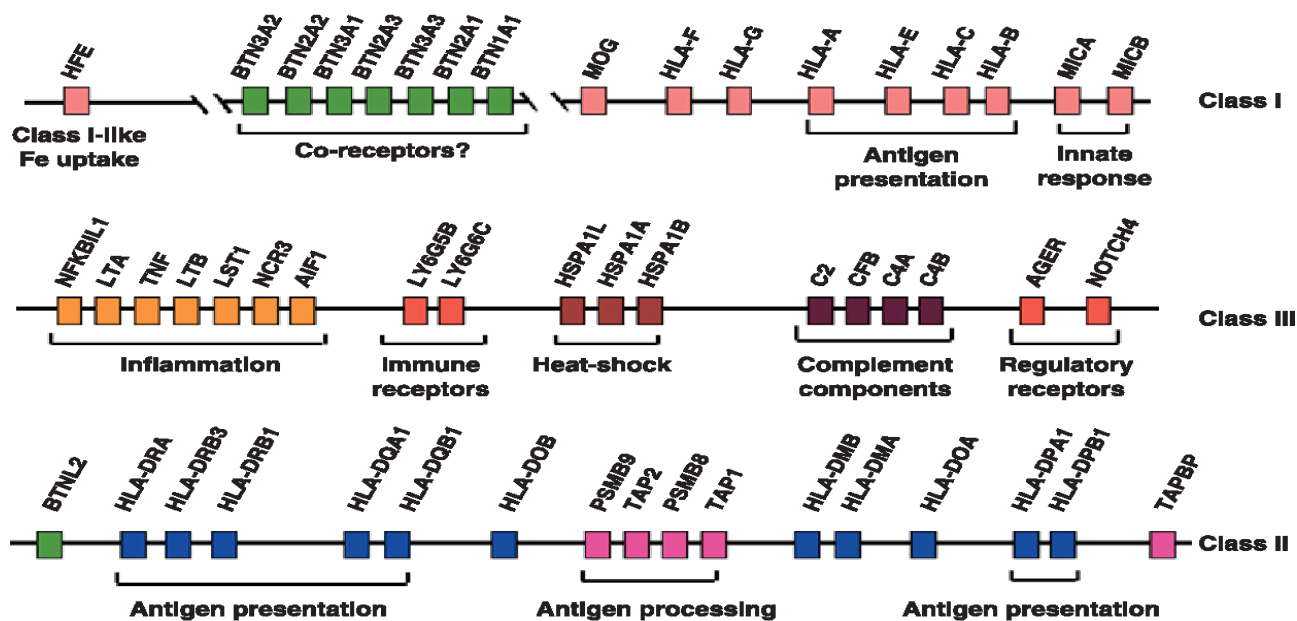 HFE
BTN3A2
BTN2A2
BTN3A1
BTN2A3
BTN3A3
BTN2A1
BTN1A1
MOG
HLA-F
HLA-G
HLA-A
HLA-E
HLA-C
HLA-B
MICA
MICB
Class I
Class I-like
Fe uptake
Co-receptors?
Antigen
presentation
Innate
response
NFKBIL1
LTA
TNF
LTB
LST1
NCR3
AIF1
LY6G5B
LY6G6C
HSPA1L
HSPA1A
HSPA1B
C2
CFB
C4A
C4B
AGER
NOTCH4
Class III
Inflammation
Immune
receptors
Heat-shock
Complement
components
Regulatory
receptors
BTNL2
HLA-DRA
HLA-DRB3
HLA-DRB1
HLA-DQA1
HLA-DQB1
HLA-DOB
PSMB9
TAP2
PSMB8
TAP1
HLA-DMB
HLA-DMA
HLA-DOA
HLA-DPA1
HLA-DPB1
TAPBP
Class II
Antigen presentation
Antigen processing
Antigen presentation